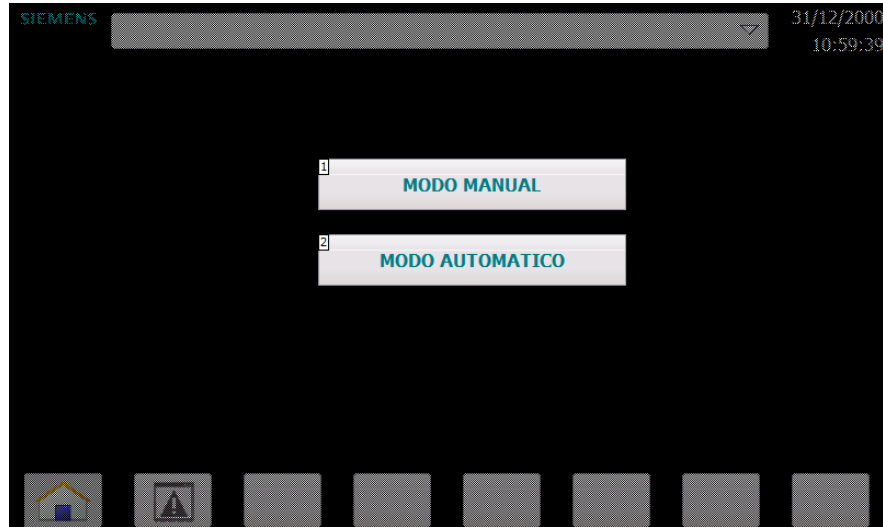 SIEMENS
31/12/2000
10:59:39
1
MODO MANUAL
2
MODO AUTOMATICO